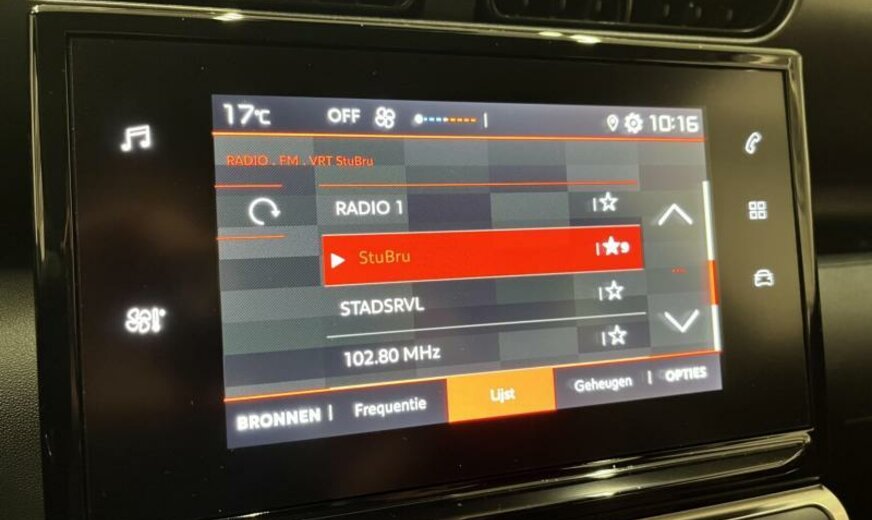 17°C OFF 10:16
RADIO . FM . VRT StuBru
RADIO 1
StuBru 9
STADSRVL
102.80 MHz
BRONNEN Frequentie Lijst Geheugen OPTIES